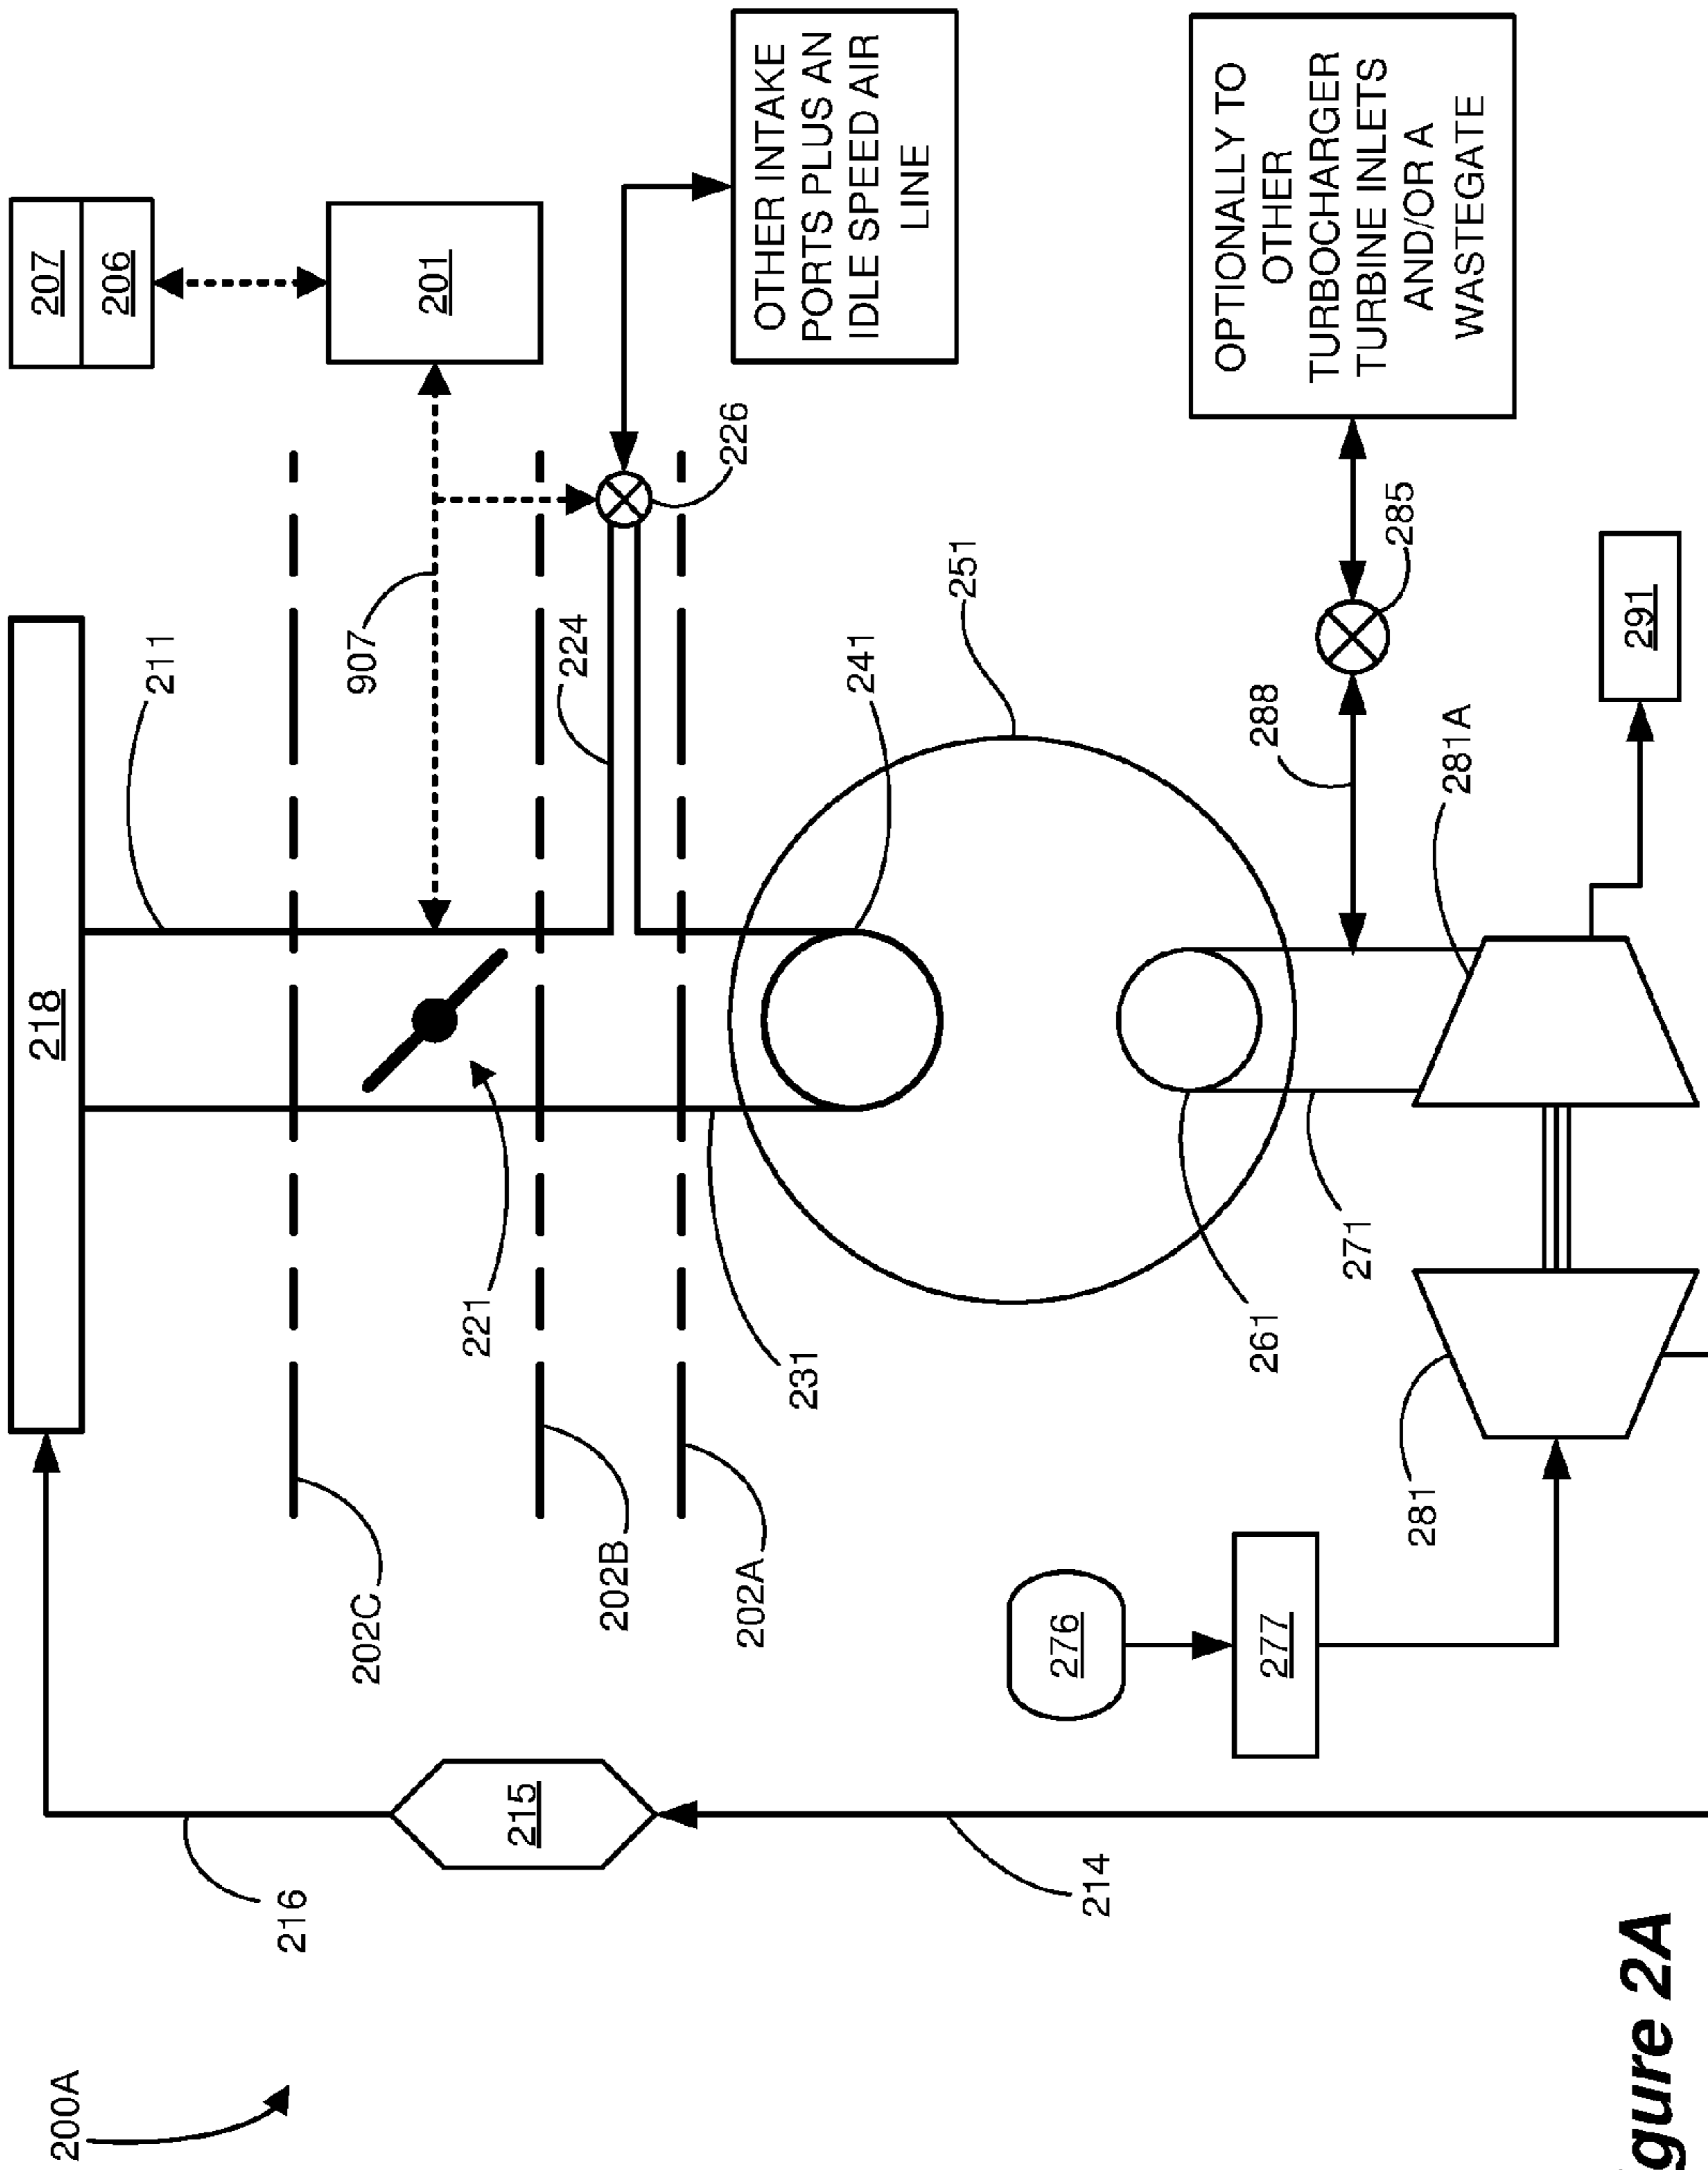 200A
216
215
214
218
202C
202B
202A
211
221
231
907
224
226
207
206
201
OTHER INTAKE
PORTS PLUS AN
IDLE SPEED AIR
LINE
241
251
261
271
276
277
281
281A
288
285
291
OPTIONALLY TO
OTHER
TURBOCHARGER
TURBINE INLETS
AND/OR A
WASTEGATE
gure 2A